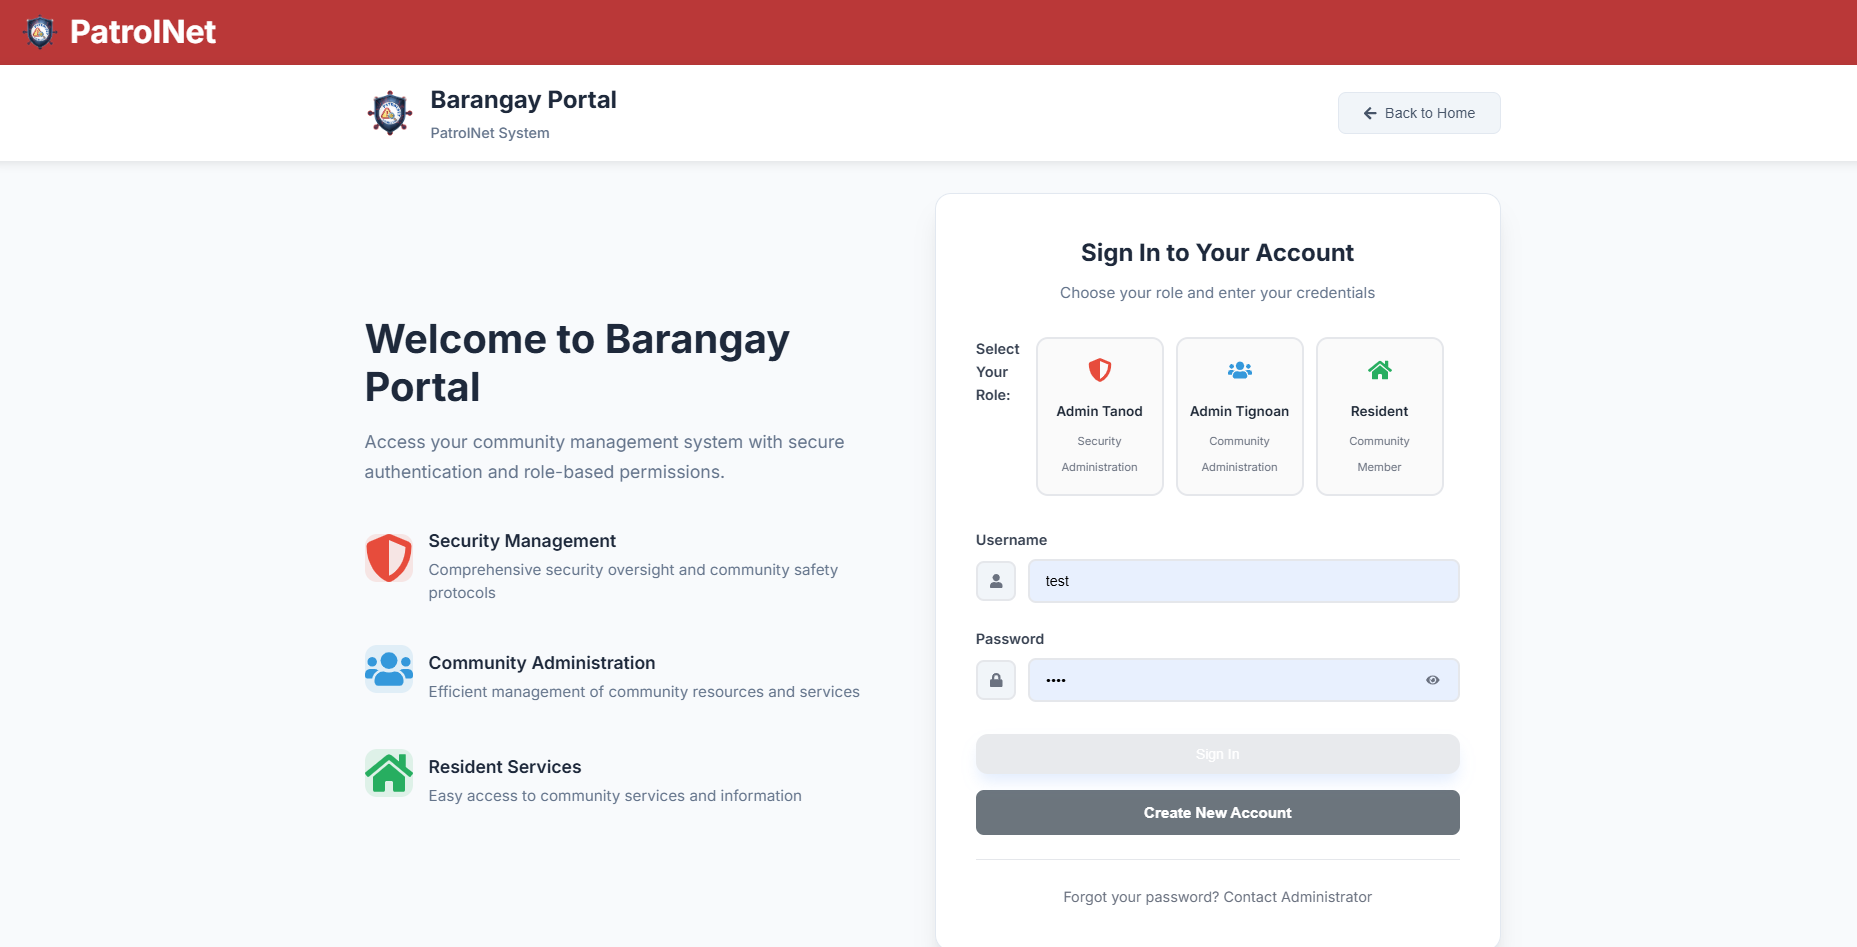 PatrolNet
Barangay Portal
PatrolNet System
Back to Home
Welcome to Barangay
Portal
Access your community management system with secure
authentication and role-based permissions.
Security Management
Comprehensive security oversight and community safety
protocols
Community Administration
Efficient management of community resources and services
Resident Services
Easy access to community services and information
Sign In to Your Account
Choose your role and enter your credentials
Select
Your
Role:
Admin Tanod
Security
Administration
Admin Tignoan
Community
Administration
Resident
Community
Member
Username
test
Password
••••
Sign In
Create New Account
Forgot your password? Contact Administrator